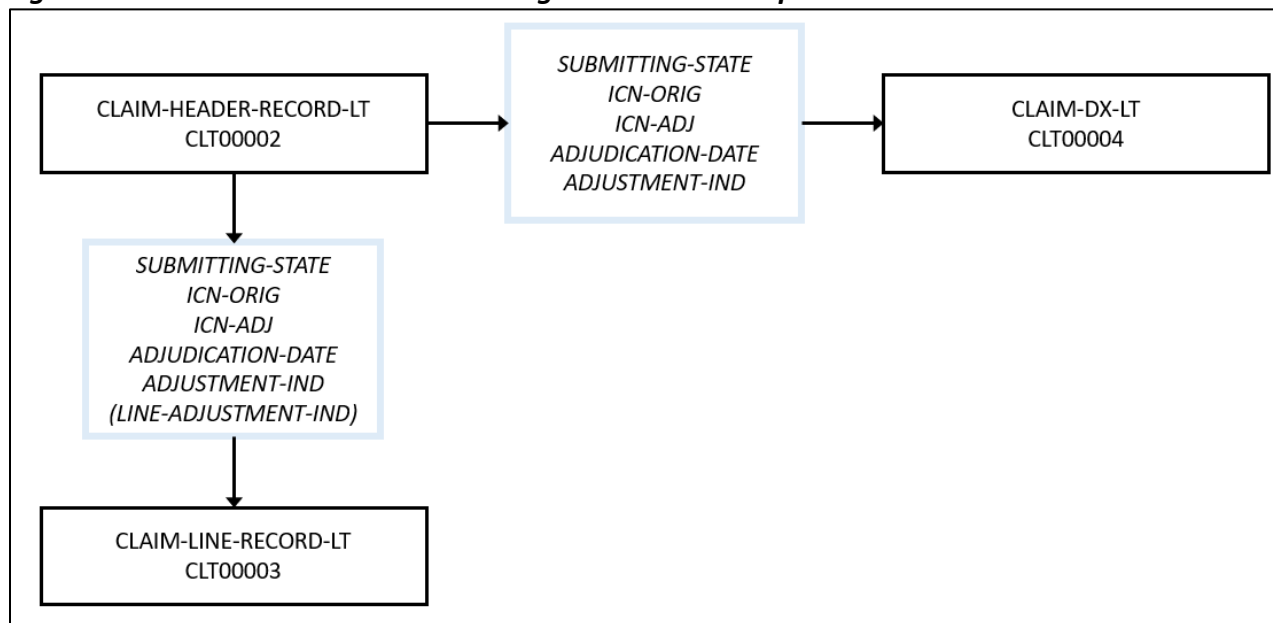 CLAIM-HEADER-RECORD-LT
CLT00002
SUBMITTING-STATE
ICN-ORIG
ICN-ADJ
ADJUDICATION-DATE
ADJUSTMENT-IND
CLAIM-DX-LT
CLT00004
SUBMITTING-STATE
ICN-ORIG
ICN-ADJ
ADJUDICATION-DATE
ADJUSTMENT-IND
(LINE-ADJUSTMENT-IND)
CLAIM-LINE-RECORD-LT
CLT00003